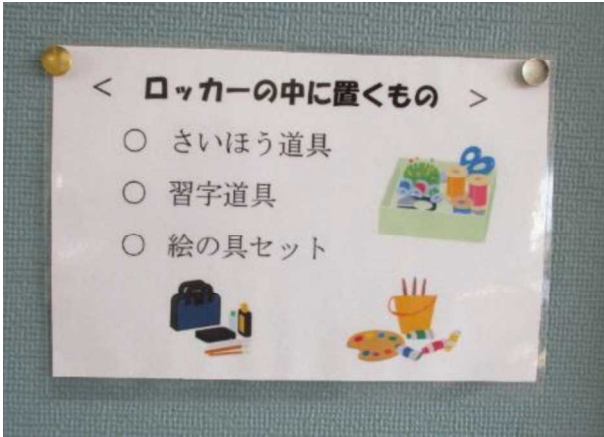 < ロッカーの中に置くもの >
○ さいほう道具
○ 習字道具
○ 絵の具セット